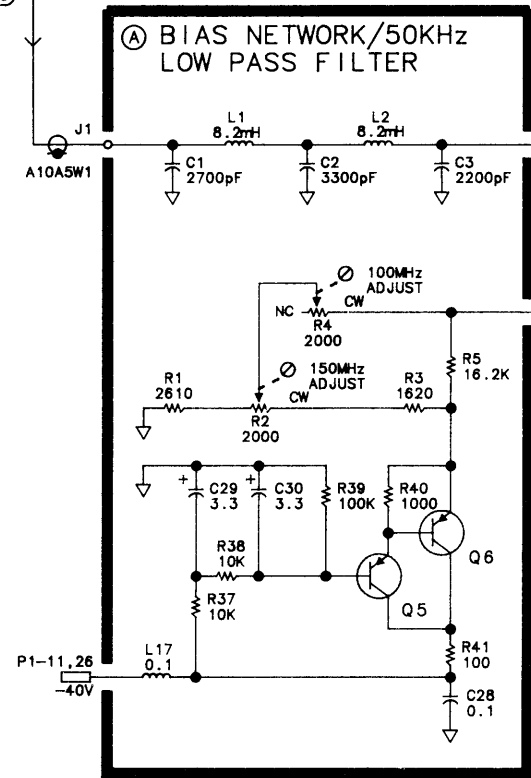 A BIAS NETWORK/50KHz
LOW PASS FILTER
J1
A10A5W1
L1
8.2mH
L2
8.2mH
C1
2700pF
C2
3300pF
C3
2200pF
100MHz
ADJUST
NC
CW
R4
2000
R5
16.2K
150MHz
ADJUST
R1
2610
CW
R2
2000
R3
1620
+
C29
3.3
+
C30
3.3
R39
100K
R40
1000
Q6
R38
10K
Q5
R37
10K
L17
0.1
P1-11,26
-40V
R41
100
C28
0.1